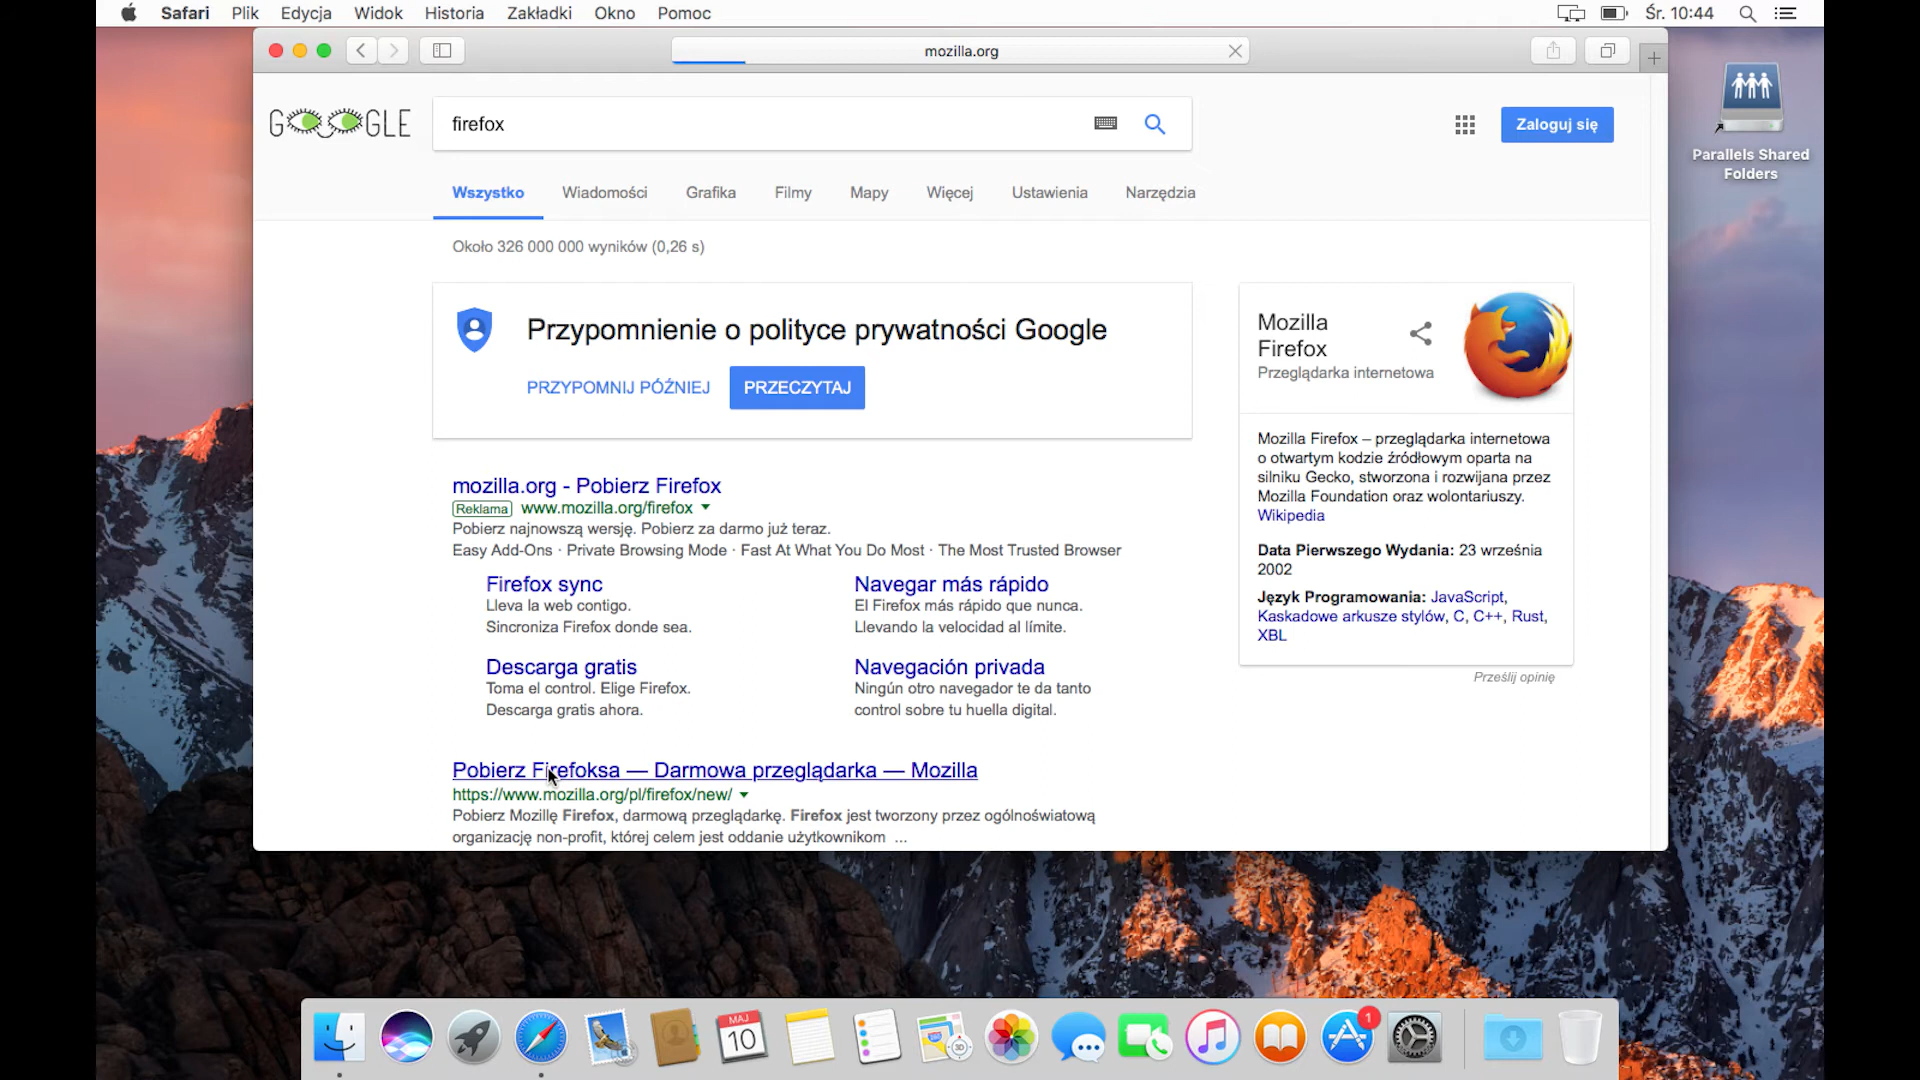 Safari Plik Edycja Widok Historia Zakładki Okno Pomoc Śr. 10:44
mozilla.org
GOOGLE firefox Zaloguj się
Parallels Shared
Folders
Wszystko Wiadomości Grafika Filmy Mapy Więcej Ustawienia Narzędzia
Około 326 000 000 wyników (0,26 s)
Przypomnienie o polityce prywatności Google
PRZYPOMNIJ PÓŹNIEJ PRZECZYTAJ
mozilla.org - Pobierz Firefox
Reklama www.mozilla.org/firefox
Pobierz najnowszą wersję. Pobierz za darmo już teraz.
Easy Add-Ons · Private Browsing Mode · Fast At What You Do Most · The Most Trusted Browser
Firefox sync
Lleva la web contigo.
Sincroniza Firefox donde sea.
Navegar más rápido
El Firefox más rápido que nunca.
Llevando la velocidad al límite.
Descarga gratis
Toma el control. Elige Firefox.
Descarga gratis ahora.
Navegación privada
Ningún otro navegador te da tanto
control sobre tu huella digital.
Pobierz Firefoksa — Darmowa przeglądarka — Mozilla
https://www.mozilla.org/pl/firefox/new/
Pobierz Mozillę Firefox, darmową przeglądarkę. Firefox jest tworzony przez ogólnoświatową
organizację non-profit, której celem jest oddanie użytkownikom ...
Mozilla
Firefox
Przeglądarka internetowa
Mozilla Firefox – przeglądarka internetowa
o otwartym kodzie źródłowym oparta na
silniku Gecko, stworzona i rozwijana przez
Mozilla Foundation oraz wolontariuszy.
Wikipedia
Data Pierwszego Wydania: 23 września
2002
Język Programowania: JavaScript,
Kaskadowe arkusze stylów, C, C++, Rust,
XBL
Prześlij opinię
MAJ
10
3D
1